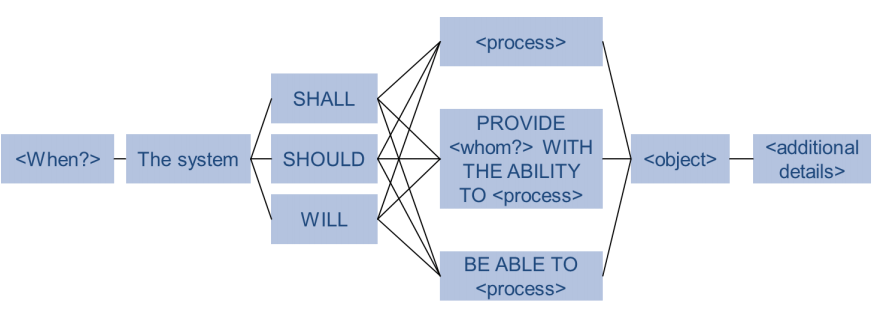 <When?>
The system
SHALL
SHOULD
WILL
<process>
PROVIDE
<whom?> WITH
THE ABILITY
TO <process>
BE ABLE TO
<process>
<object>
<additional
details>